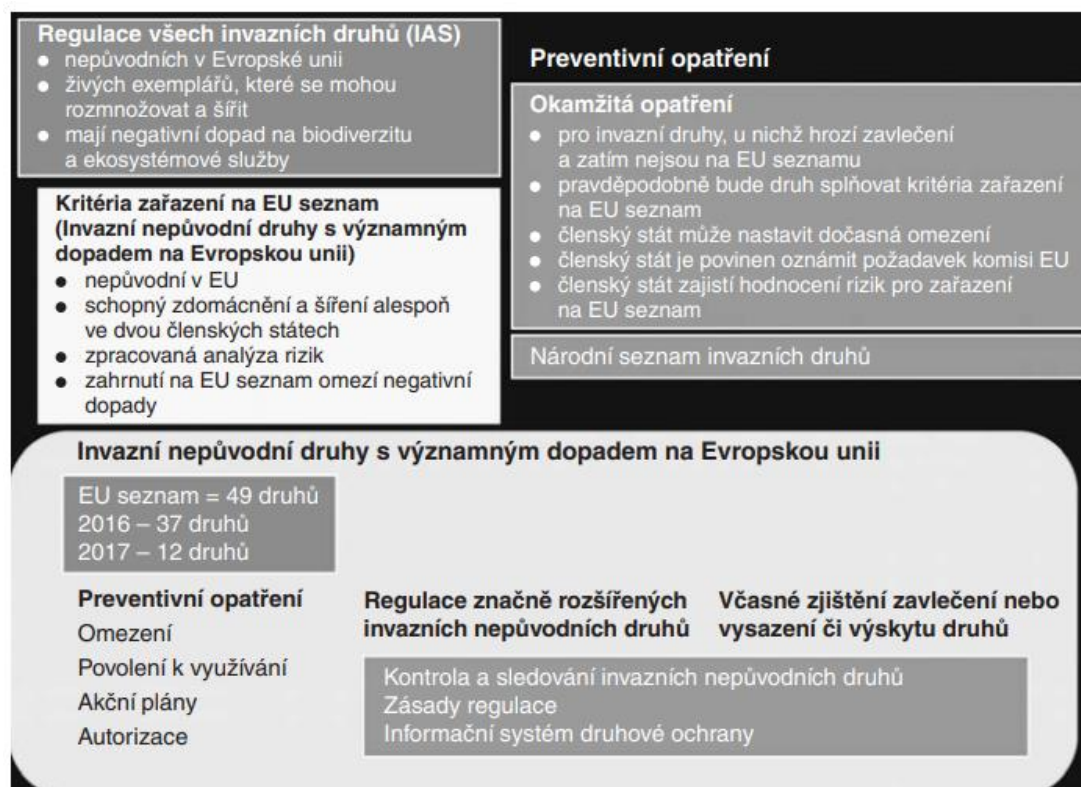 Regulace všech invazních druhů (IAS)
● nepůvodních v Evropské unii
● živých exemplářů, které se mohou
rozmnožovat a šířit
● mají negativní dopad na biodiverzitu
a ekosystémové služby
Kritéria zařazení na EU seznam
(Invazní nepůvodní druhy s významným
dopadem na Evropskou unii)
● nepůvodní v EU
● schopný zdomácnění a šíření alespoň
ve dvou členských státech
● zpracovaná analýza rizik
● zahrnutí na EU seznam omezí negativní
dopady
Preventivní opatření
Okamžitá opatření
● pro invazní druhy, u nichž hrozí zavlečení
a zatím nejsou na EU seznamu
● pravděpodobně bude druh splňovat kritéria zařazení
na EU seznam
● členský stát může nastavit dočasná omezení
● členský stát je povinen oznámit požadavek komisi EU
● členský stát zajistí hodnocení rizik pro zařazení
na EU seznam
Národní seznam invazních druhů
Invazní nepůvodní druhy s významným dopadem na Evropskou unii
EU seznam = 49 druhů
2016 – 37 druhů
2017 – 12 druhů
Preventivní opatření
Omezení
Povolení k využívání
Akční plány
Autorizace
Regulace značně rozšířených
invazních nepůvodních druhů
Včasné zjištění zavlečení nebo
vysazení či výskytu druhů
Kontrola a sledování invazních nepůvodních druhů
Zásady regulace
Informační systém druhové ochrany